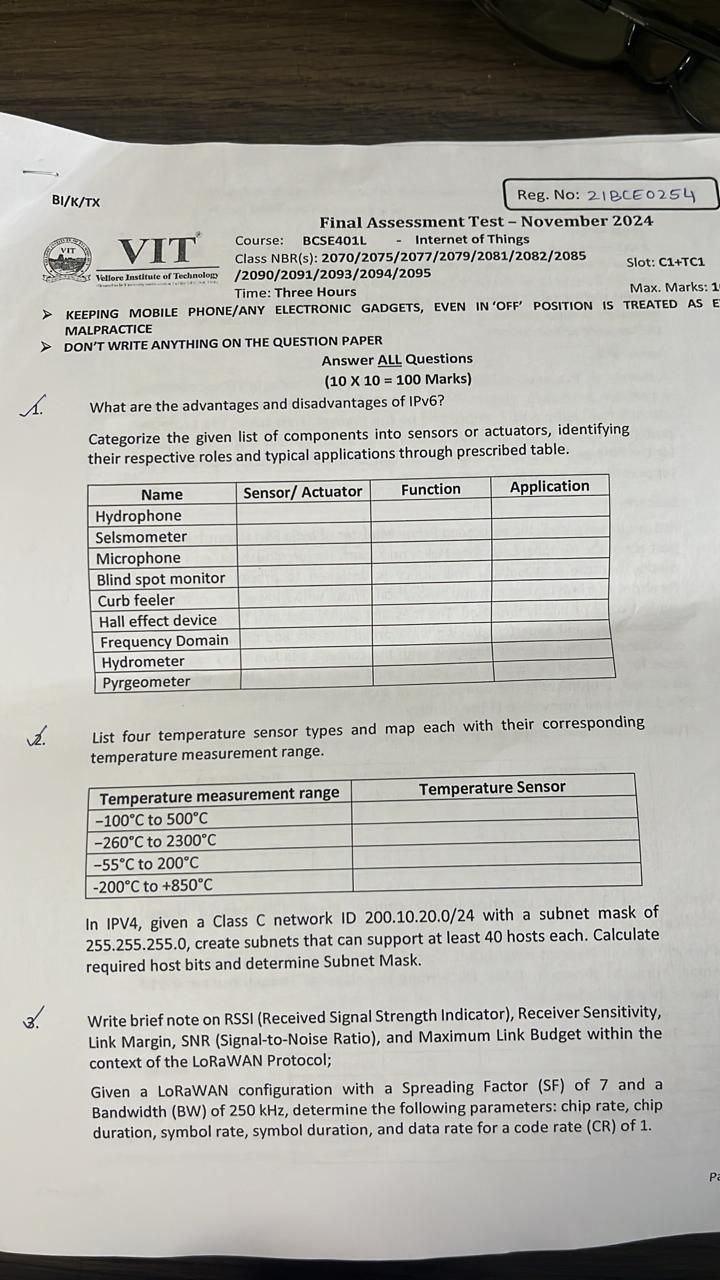 BI/K/TX
Reg. No: 21BCE0254
Final Assessment Test – November 2024
VIT
VIT
Vellore Institute of Technology
Course: BCSE401L - Internet of Things
Class NBR(s): 2070/2075/2077/2079/2081/2082/2085
/2090/2091/2093/2094/2095
Slot: C1+TC1
Time: Three Hours
Max. Marks: 1
➢ KEEPING MOBILE PHONE/ANY ELECTRONIC GADGETS, EVEN IN 'OFF' POSITION IS TREATED AS E
MALPRACTICE
➢ DON'T WRITE ANYTHING ON THE QUESTION PAPER
Answer ALL Questions
(10 X 10 = 100 Marks)
1. What are the advantages and disadvantages of IPv6?
Categorize the given list of components into sensors or actuators, identifying
their respective roles and typical applications through prescribed table.
Name Sensor/ Actuator Function Application
Hydrophone
Selsmometer
Microphone
Blind spot monitor
Curb feeler
Hall effect device
Frequency Domain
Hydrometer
Pyrgeometer
2. List four temperature sensor types and map each with their corresponding
temperature measurement range.
Temperature measurement range Temperature Sensor
−100°C to 500°C
−260°C to 2300°C
−55°C to 200°C
-200°C to +850°C
In IPV4, given a Class C network ID 200.10.20.0/24 with a subnet mask of
255.255.255.0, create subnets that can support at least 40 hosts each. Calculate
required host bits and determine Subnet Mask.
3. Write brief note on RSSI (Received Signal Strength Indicator), Receiver Sensitivity,
Link Margin, SNR (Signal-to-Noise Ratio), and Maximum Link Budget within the
context of the LoRaWAN Protocol;
Given a LoRaWAN configuration with a Spreading Factor (SF) of 7 and a
Bandwidth (BW) of 250 kHz, determine the following parameters: chip rate, chip
duration, symbol rate, symbol duration, and data rate for a code rate (CR) of 1.
Pa